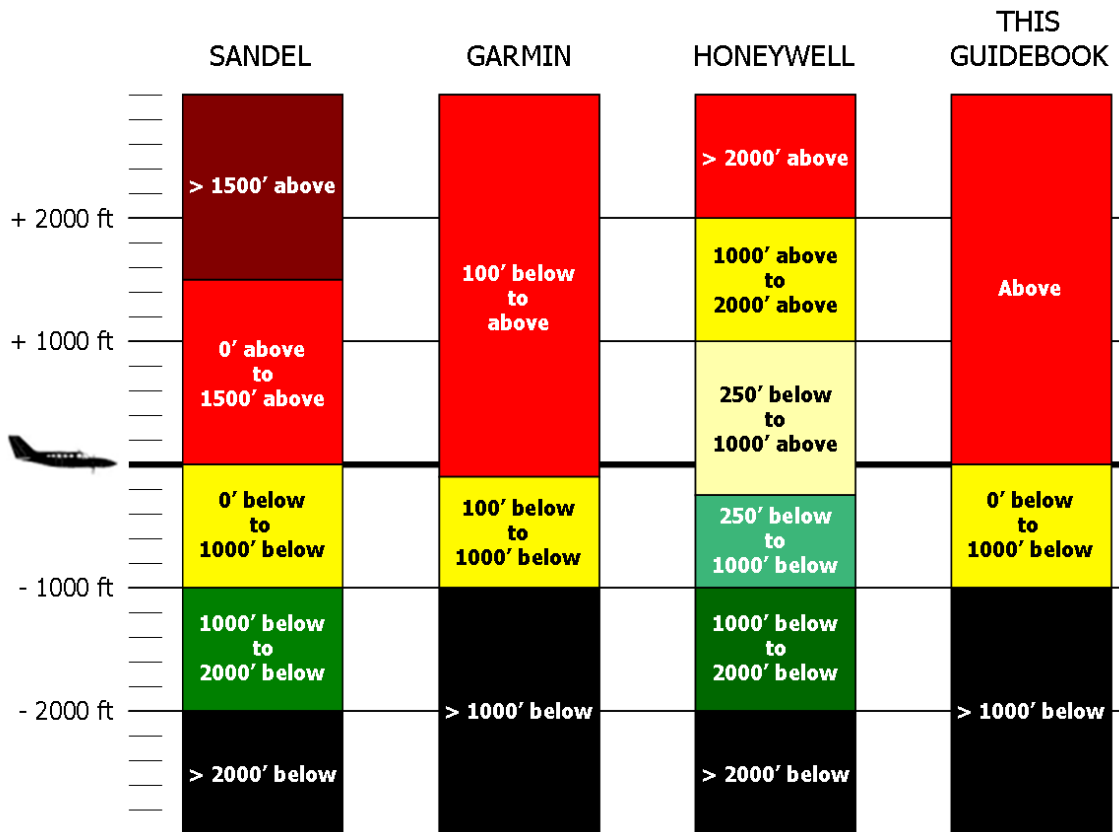 SANDEL
GARMIN
HONEYWELL
THIS
GUIDEBOOK
+ 2000 ft
+ 1000 ft
- 1000 ft
- 2000 ft
> 1500′ above
0′ above
to
1500′ above
0′ below
to
1000′ below
1000′ below
to
2000′ below
> 2000′ below
100′ below
to
above
100′ below
to
1000′ below
> 1000′ below
> 2000′ above
1000′ above
to
2000′ above
250′ below
to
1000′ above
250′ below
to
1000′ below
1000′ below
to
2000′ below
> 2000′ below
Above
0′ below
to
1000′ below
> 1000′ below